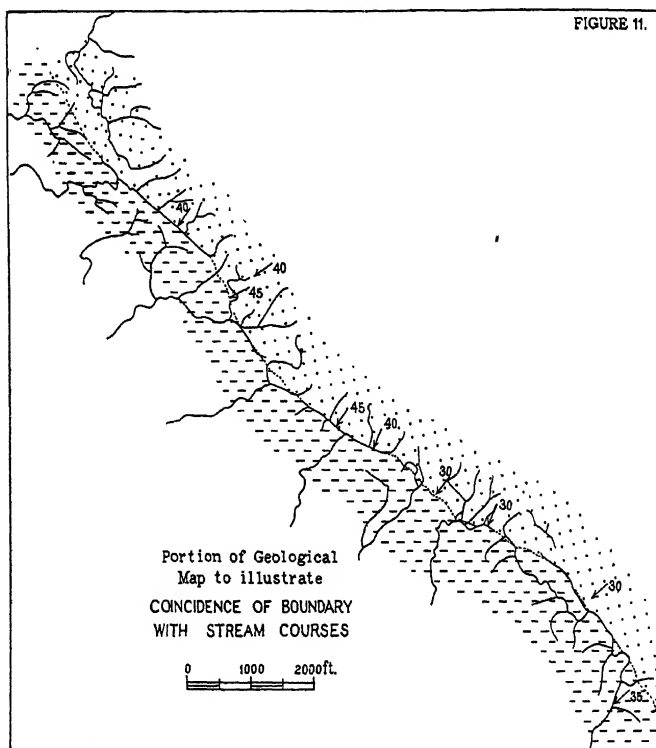 FIGURE 11.
40
40
45
45
40.
30
30
30
35
Portion of Geological
Map to illustrate
COINCIDENCE OF BOUNDARY
WITH STREAM COURSES
0 1000 2000ft.